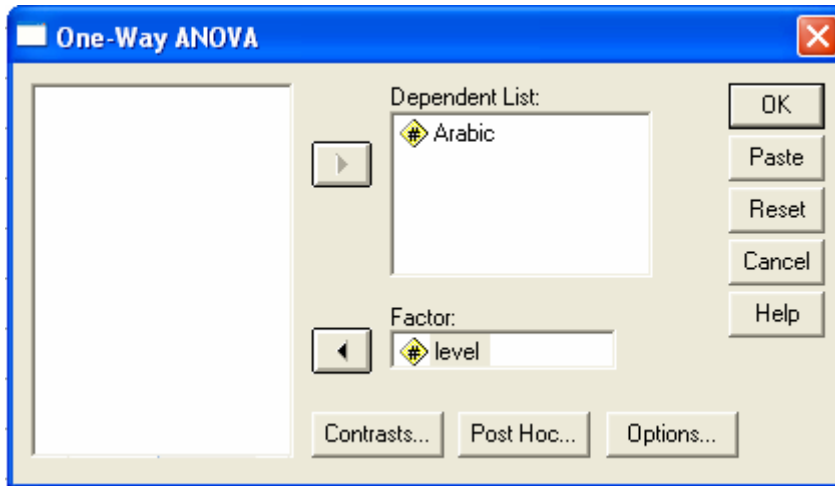 One-Way ANOVA
Dependent List:
# Arabic
OK
Paste
Reset
Cancel
Help
Factor:
# level
Contrasts...
Post Hoc...
Options...